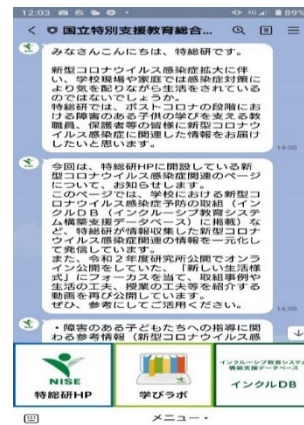 12:03
4G
89%
国立特別支援教育総合…
みなさんこんにちは、特総研です。
新型コロナウイルス感染症拡大に伴
い、学校現場や家庭では感染症対策に
より気を配りながら生活をされている
のではないでしょうか。
特総研では、ポストコロナの段階にお
ける障害のある子供の学びを支える教
職員、保護者等の皆様に新型コロナウ
イルス感染症に関連した情報をお届け
したいと思います。
14:00
今回は、特総研HPに開設している新
型コロナウイルス感染症関連のページ
について、お知らせします。
このページでは、学校における新型コ
ロナウイルス感染症予防の取組（イン
クルＤＢ（インクルーシブ教育システ
ム構築支援データベース）に掲載）な
ど、特総研が情報収集した新型コロナ
ウイルス感染症関連の情報を一元化し
て発信しています。
また、令和２年度研究所公開でオンラ
イン公開をしていた、「新しい生活様
式」にフォーカスを当て、取組事例や
生活の工夫、授業の工夫等を紹介する
動画を再び公開しています。
ぜひ、参考にしてご活用ください。
14:00
・障害のある子どもたちへの指導に関
わる参考情報（新型コロナウイルス感
NISE
特総研HP
学びラボ
インクルーシブ教育システム
構築支援データベース
インクルDB
メニュー